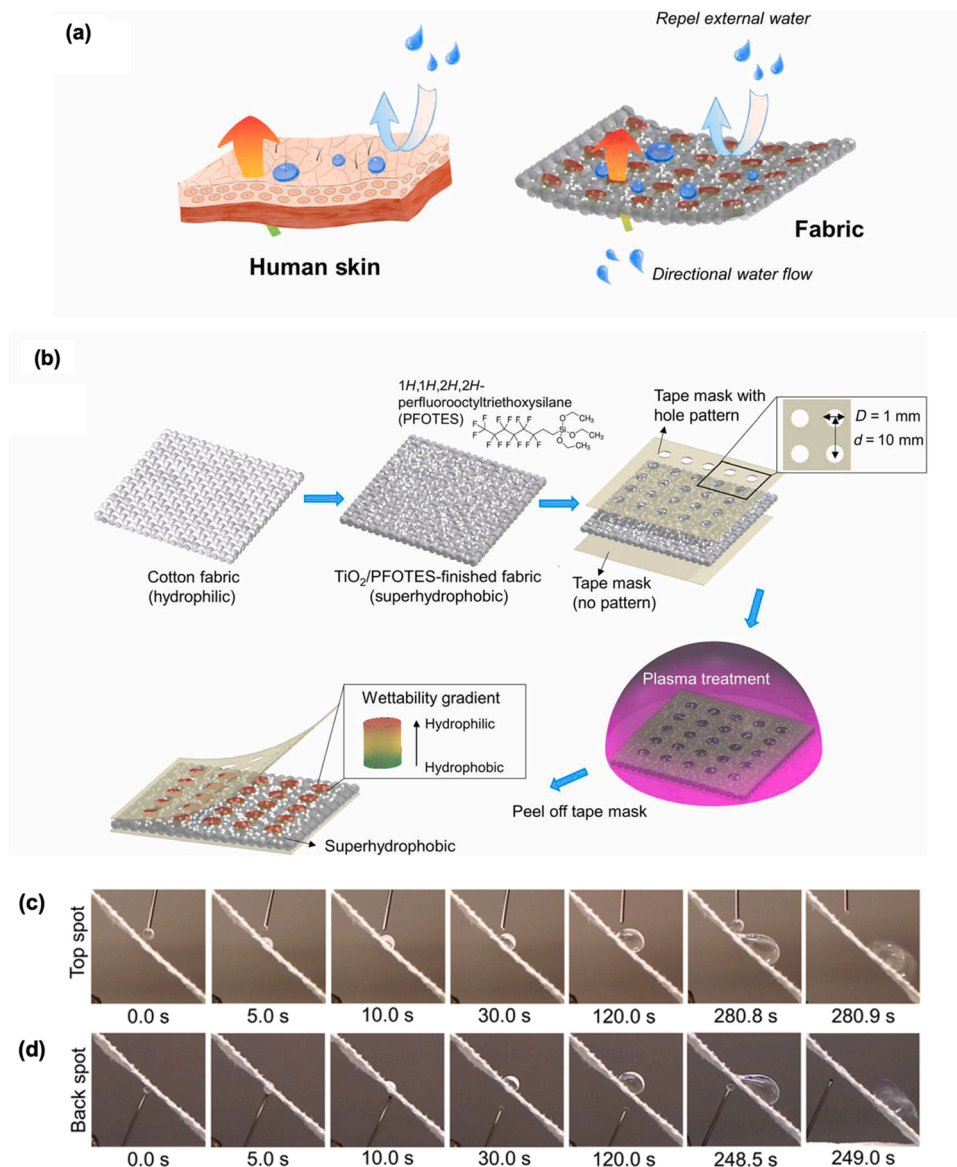 (a)
Repel external water
Human skin
Fabric
Directional water flow
(b)
1H,1H,2H,2H-
perfluorooctyltriethoxysilane
(PFOTES)
F F F F F F
F
F
F F F F F F
O CH3
Si O CH3
O
CH3
Tape mask with
hole pattern
D = 1 mm
d = 10 mm
Cotton fabric
(hydrophilic)
TiO2/PFOTES-finished fabric
(superhydrophobic)
Tape mask
(no pattern)
Plasma treatment
Wettability gradient
Hydrophilic
Hydrophobic
Peel off tape mask
Superhydrophobic
(c)
Top spot
0.0 s 5.0 s 10.0 s 30.0 s 120.0 s 280.8 s 280.9 s
(d)
Back spot
0.0 s 5.0 s 10.0 s 30.0 s 120.0 s 248.5 s 249.0 s